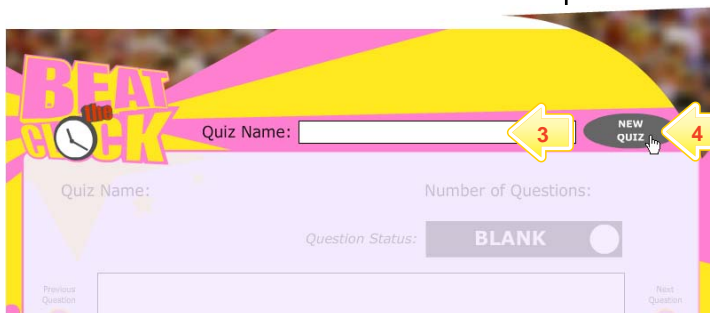 BEAT
the
CLOCK
Quiz Name:
3
NEW
QUIZ
4
Quiz Name:
Number of Questions:
Question Status:
BLANK
Previous
Question
Next
Question